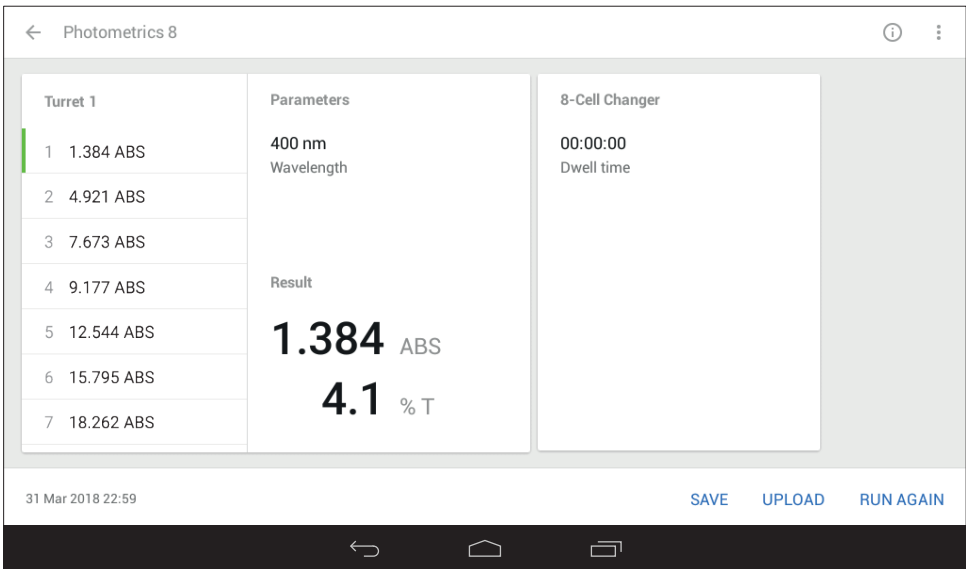 Photometrics 8
Turret 1
1 1.384 ABS
2 4.921 ABS
3 7.673 ABS
4 9.177 ABS
5 12.544 ABS
6 15.795 ABS
7 18.262 ABS
Parameters
400 nm
Wavelength
Result
1.384 ABS
4.1 % T
8-Cell Changer
00:00:00
Dwell time
31 Mar 2018 22:59
SAVE UPLOAD RUN AGAIN